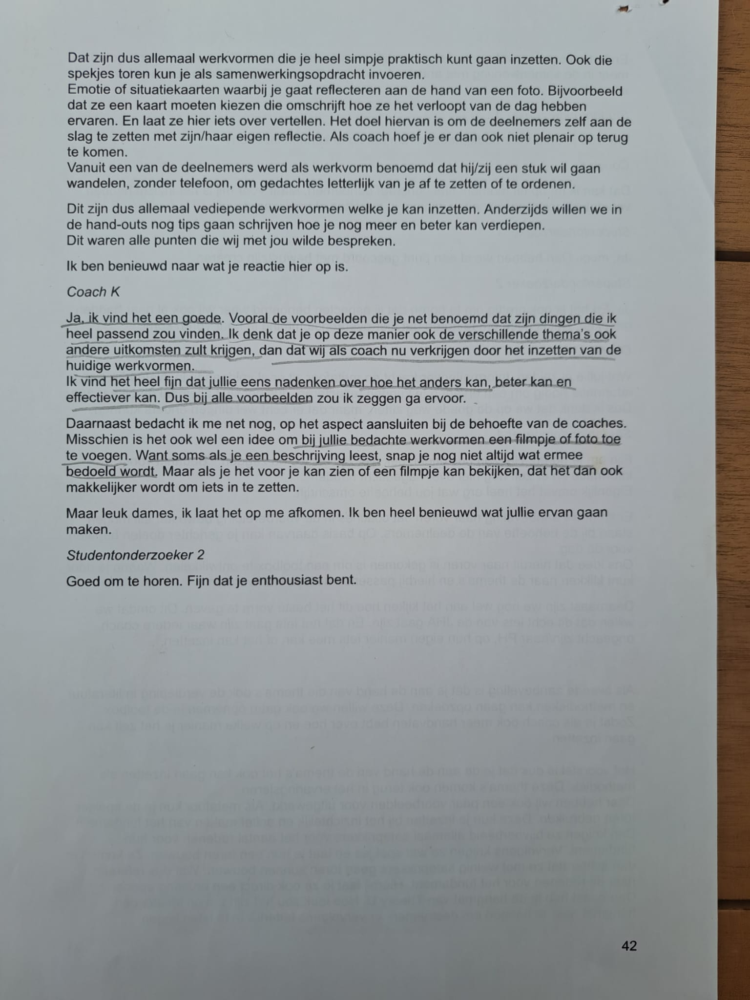 Dat zijn dus allemaal werkvormen die je heel simpje praktisch kunt gaan inzetten. Ook die
spekjes toren kun je als samenwerkingsopdracht invoeren.
Emotie of situatiekaarten waarbij je gaat reflecteren aan de hand van een foto. Bijvoorbeeld
dat ze een kaart moeten kiezen die omschrijft hoe ze het verloopt van de dag hebben
ervaren. En laat ze hier iets over vertellen. Het doel hiervan is om de deelnemers zelf aan de
slag te zetten met zijn/haar eigen reflectie. Als coach hoef je er dan ook niet plenair op terug
te komen.
Vanuit een van de deelnemers werd als werkvorm benoemd dat hij/zij een stuk wil gaan
wandelen, zonder telefoon, om gedachtes letterlijk van je af te zetten of te ordenen.
Dit zijn dus allemaal vediepende werkvormen welke je kan inzetten. Anderzijds willen we in
de hand-outs nog tips gaan schrijven hoe je nog meer en beter kan verdiepen.
Dit waren alle punten die wij met jou wilde bespreken.
Ik ben benieuwd naar wat je reactie hier op is.
Coach K
Ja, ik vind het een goede. Vooral de voorbeelden die je net benoemd dat zijn dingen die ik
heel passend zou vinden. Ik denk dat je op deze manier ook de verschillende thema's ook
andere uitkomsten zult krijgen, dan dat wij als coach nu verkrijgen door het inzetten van de
huidige werkvormen.
Ik vind het heel fijn dat jullie eens nadenken over hoe het anders kan, beter kan en
effectiever kan. Dus bij alle voorbeelden zou ik zeggen ga ervoor.
Daarnaast bedacht ik me net nog, op het aspect aansluiten bij de behoefte van de coaches.
Misschien is het ook wel een idee om bij jullie bedachte werkvormen een filmpje of foto toe
te voegen. Want soms als je een beschrijving leest, snap je nog niet altijd wat ermee
bedoeld wordt. Maar als je het voor je kan zien of een filmpje kan bekijken, dat het dan ook
makkelijker wordt om iets in te zetten.
Maar leuk dames, ik laat het op me afkomen. Ik ben heel benieuwd wat jullie ervan gaan
maken.
Studentonderzoeker 2
Goed om te horen. Fijn dat je enthousiast bent.
42